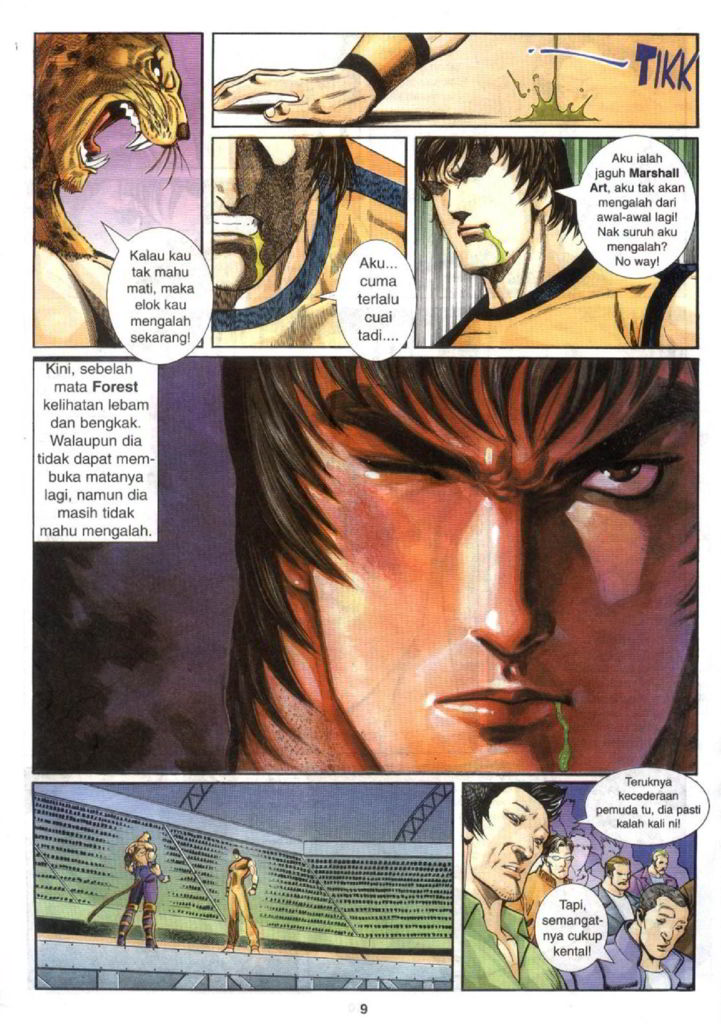 TIKK
Kalau kau
tak mahu
mati, maka
elok kau
mengalah
sekarang!
Aku...
cuma
terlalu
cuai
tadi....
Aku ialah
jaguh Marshall
Art, aku tak akan
mengalah dari
awal-awal lagi!
Nak suruh aku
mengalah?
No way!
Kini, sebelah
mata Forest
kelihatan lebam
dan bengkak.
Walaupun dia
tidak dapat mem-
buka matanya
lagi, namun dia
masih tidak
mahu mengalah.
Teruknya
kecederaan
pemuda tu, dia pasti
kalah kali ni!
Tapi,
semangat-
nya cukup
kental!
9